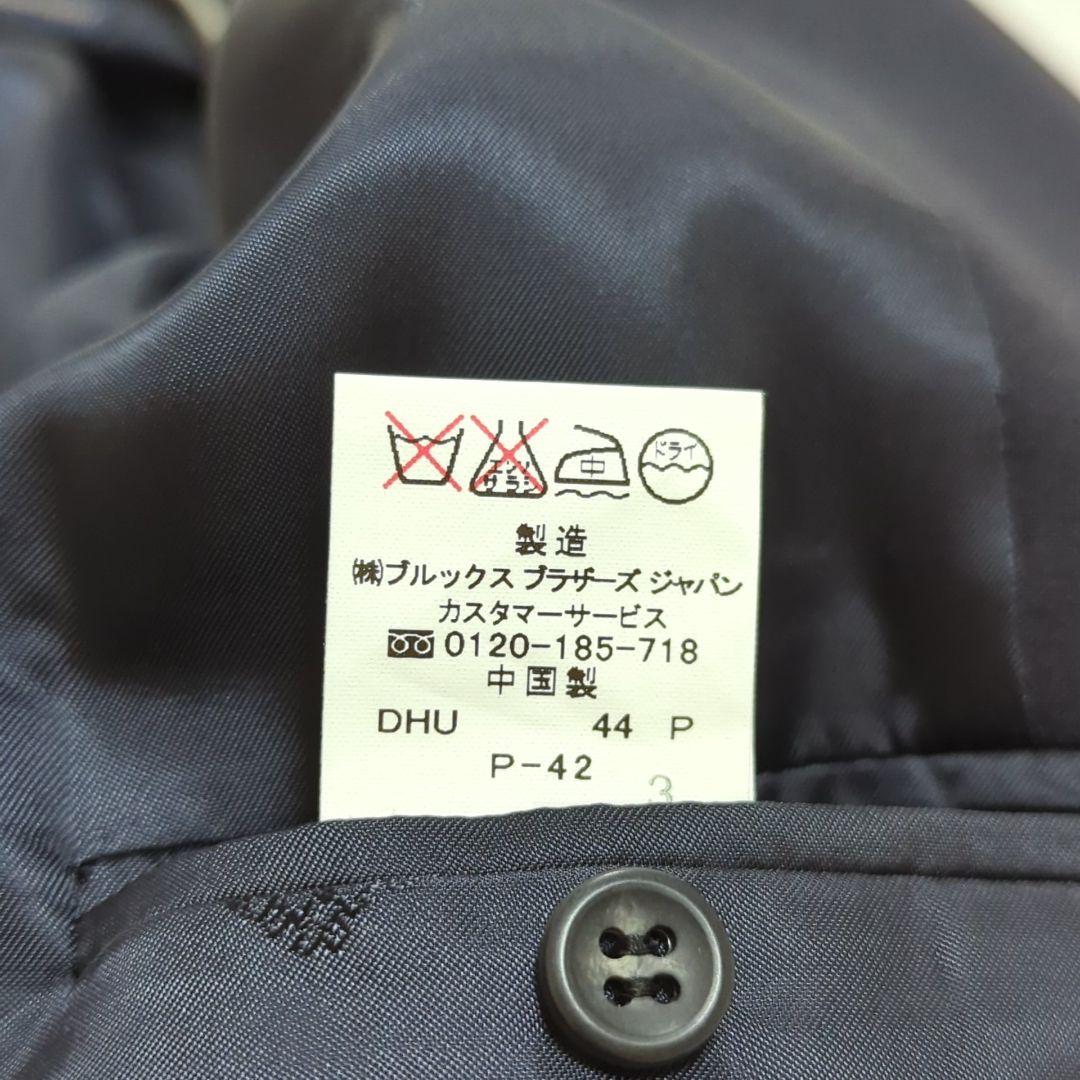 エンソ 中 ドライ
サラシ
製造
㈱ブルックス ブラザーズ ジャパン
カスタマーサービス
0120-185-718
中国製
DHU 44 P
P-42
3